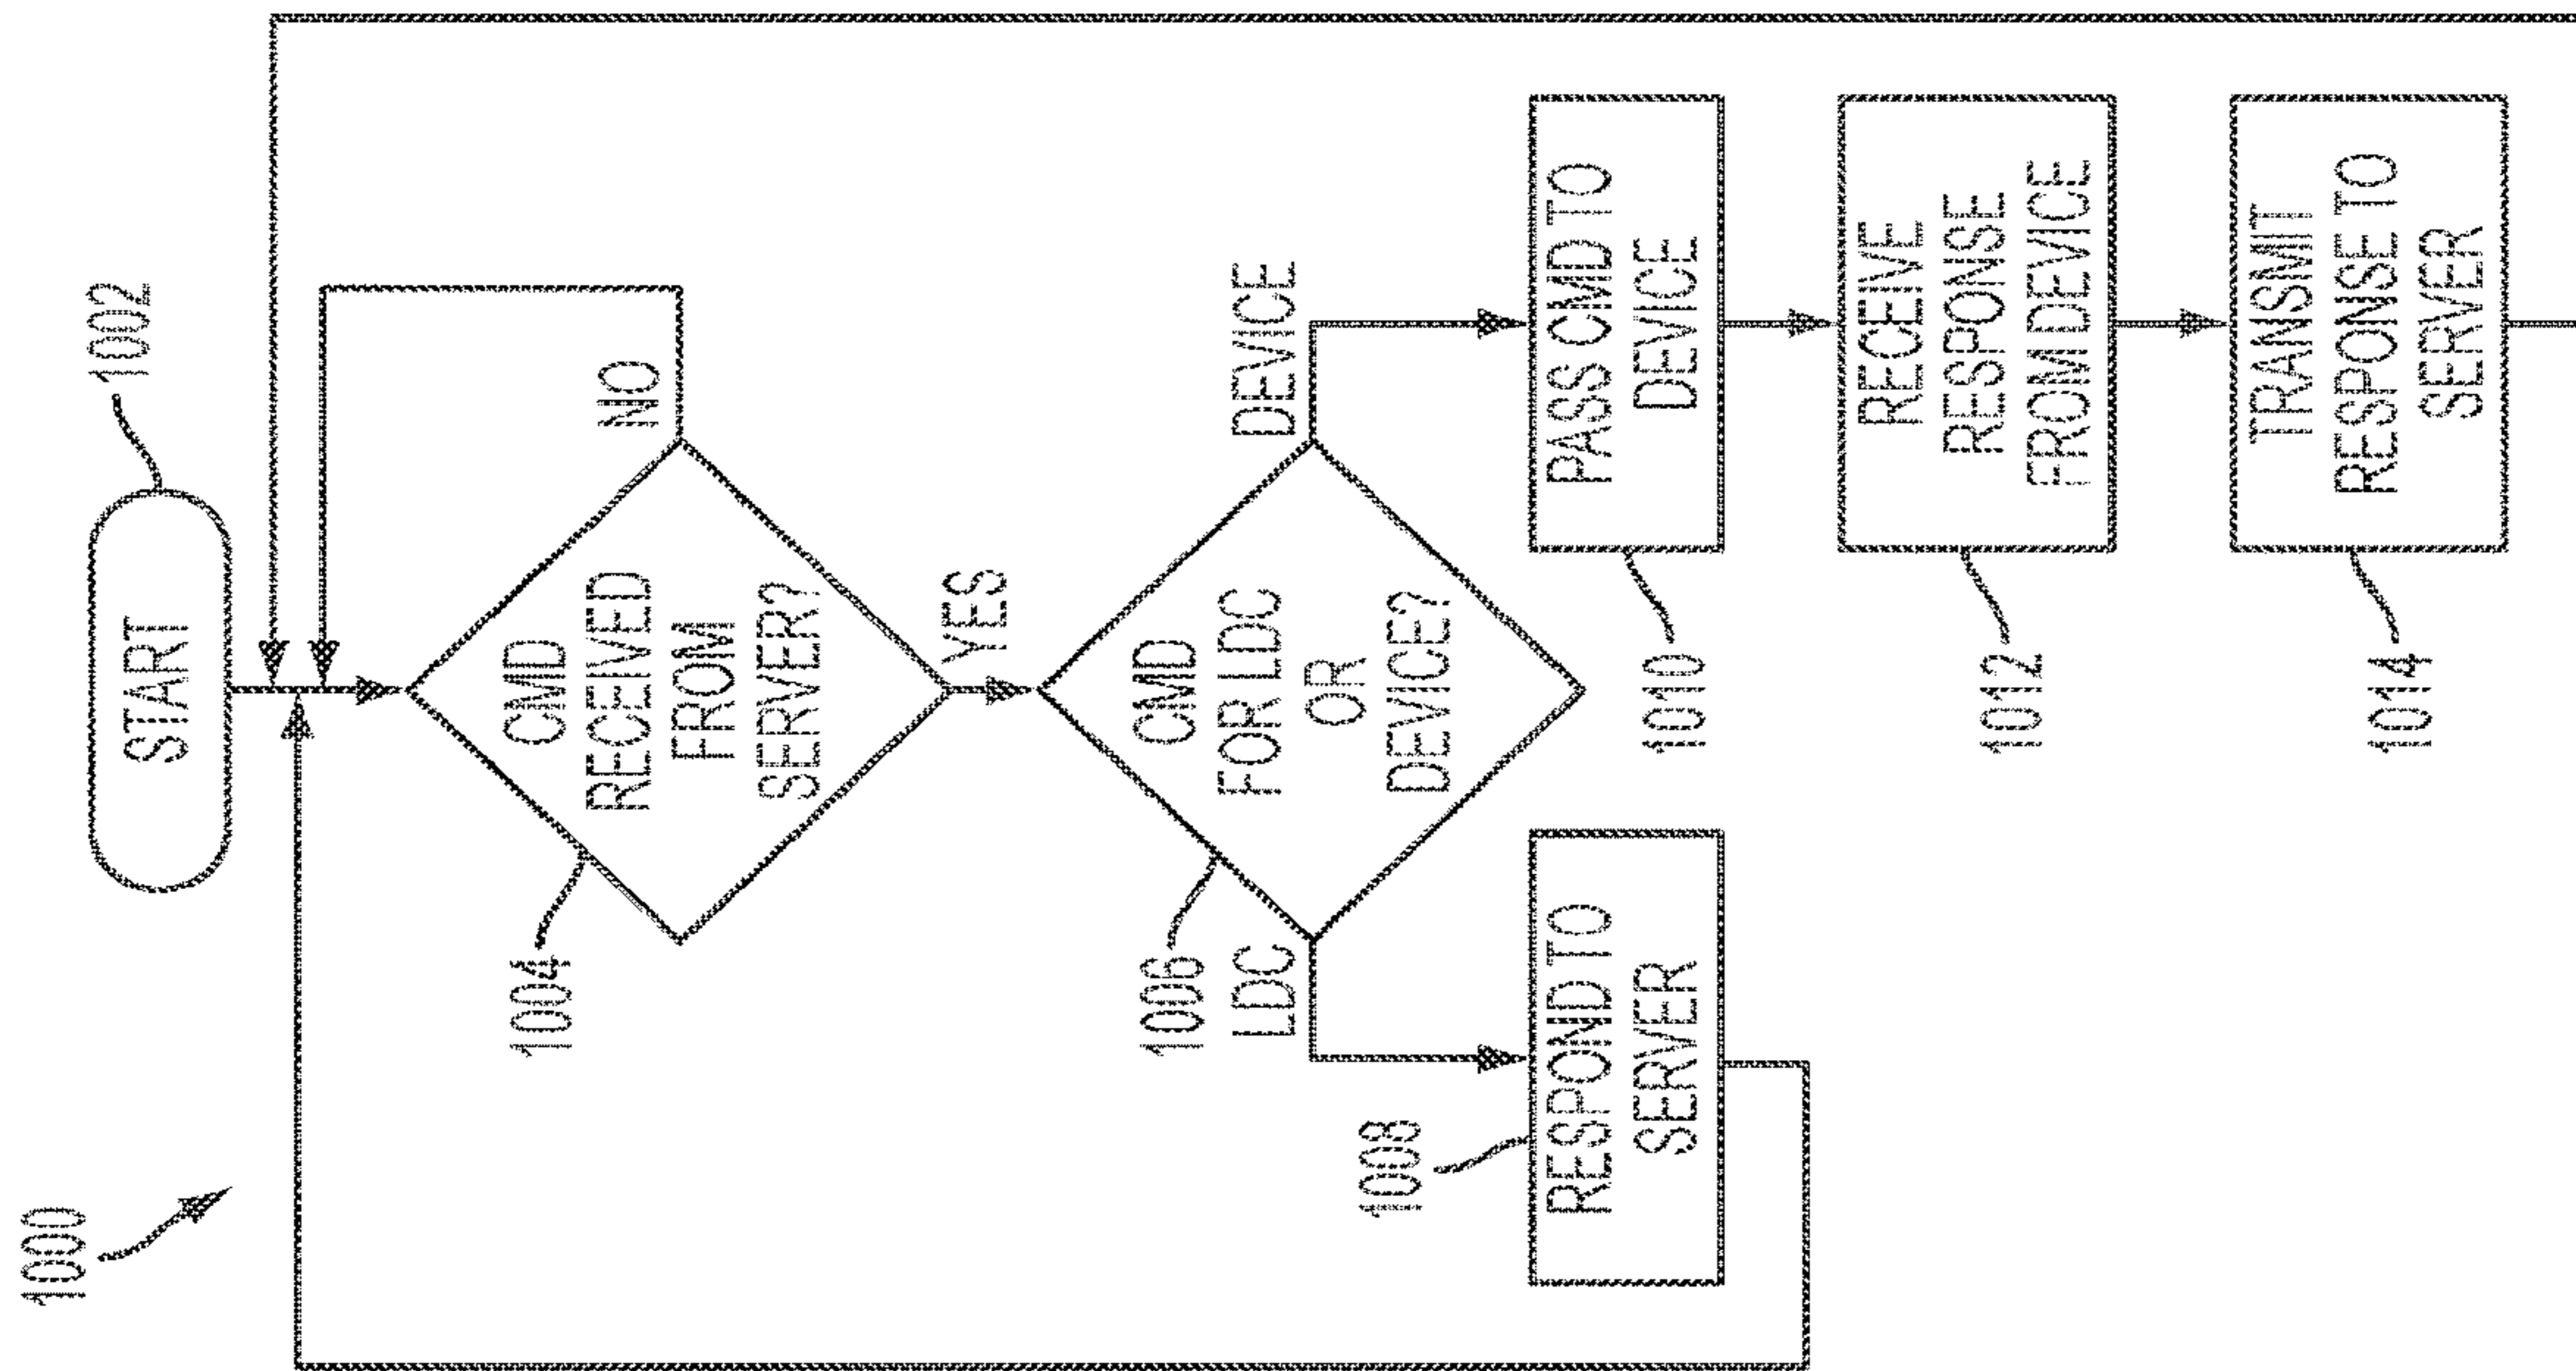 1000
START
1002
CMD
RECEIVED
FROM
SERVER?
1004
NO
YES
CMD
FOR LDC
OR
DEVICE?
1006
LDC
DEVICE
RESPOND TO
SERVER
1008
PASS CMD TO
DEVICE
1010
RECEIVE
RESPONSE
FROM DEVICE
1012
TRANSMIT
RESPONSE TO
SERVER
1014